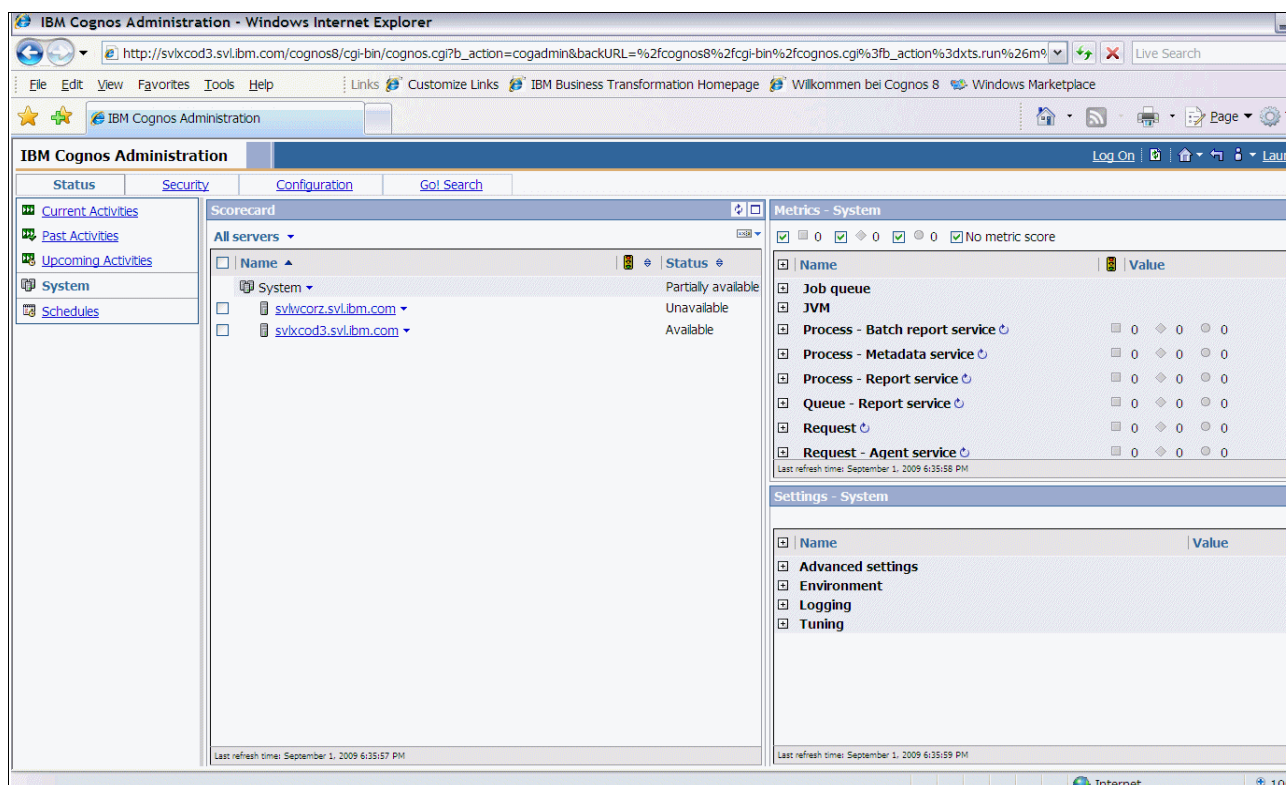 IBM Cognos Administration - Windows Internet Explorer
http://svlxcod3.svl.ibm.com/cognos8/cgi-bin/cognos.cgi?b_action=cogadmin&backURL=%2fcognos8%2fcgi-bin%2fcognos.cgi%3fb_action%3dxts.run%26m% Live Search
File Edit View Favorites Tools Help Links Customize Links IBM Business Transformation Homepage Wilkommen bei Cognos 8 Windows Marketplace
IBM Cognos Administration Page
IBM Cognos Administration Log On Laun
Status Security Configuration Go! Search
Current Activities
Past Activities
Upcoming Activities
System
Schedules
Scorecard
All servers
Name Status
System Partially available
svlwcorz.svl.ibm.com Unavailable
svlxcod3.svl.ibm.com Available
Last refresh time: September 1, 2009 6:35:57 PM
Metrics - System
0 0 0 No metric score
Name Value
Job queue
JVM
Process - Batch report service 0 0 0
Process - Metadata service 0 0 0
Process - Report service 0 0 0
Queue - Report service 0 0 0
Request 0 0 0
Request - Agent service 0 0 0
Last refresh time: September 1, 2009 6:35:58 PM
Settings - System
Name Value
Advanced settings
Environment
Logging
Tuning
Last refresh time: September 1, 2009 6:35:59 PM
Internet 10